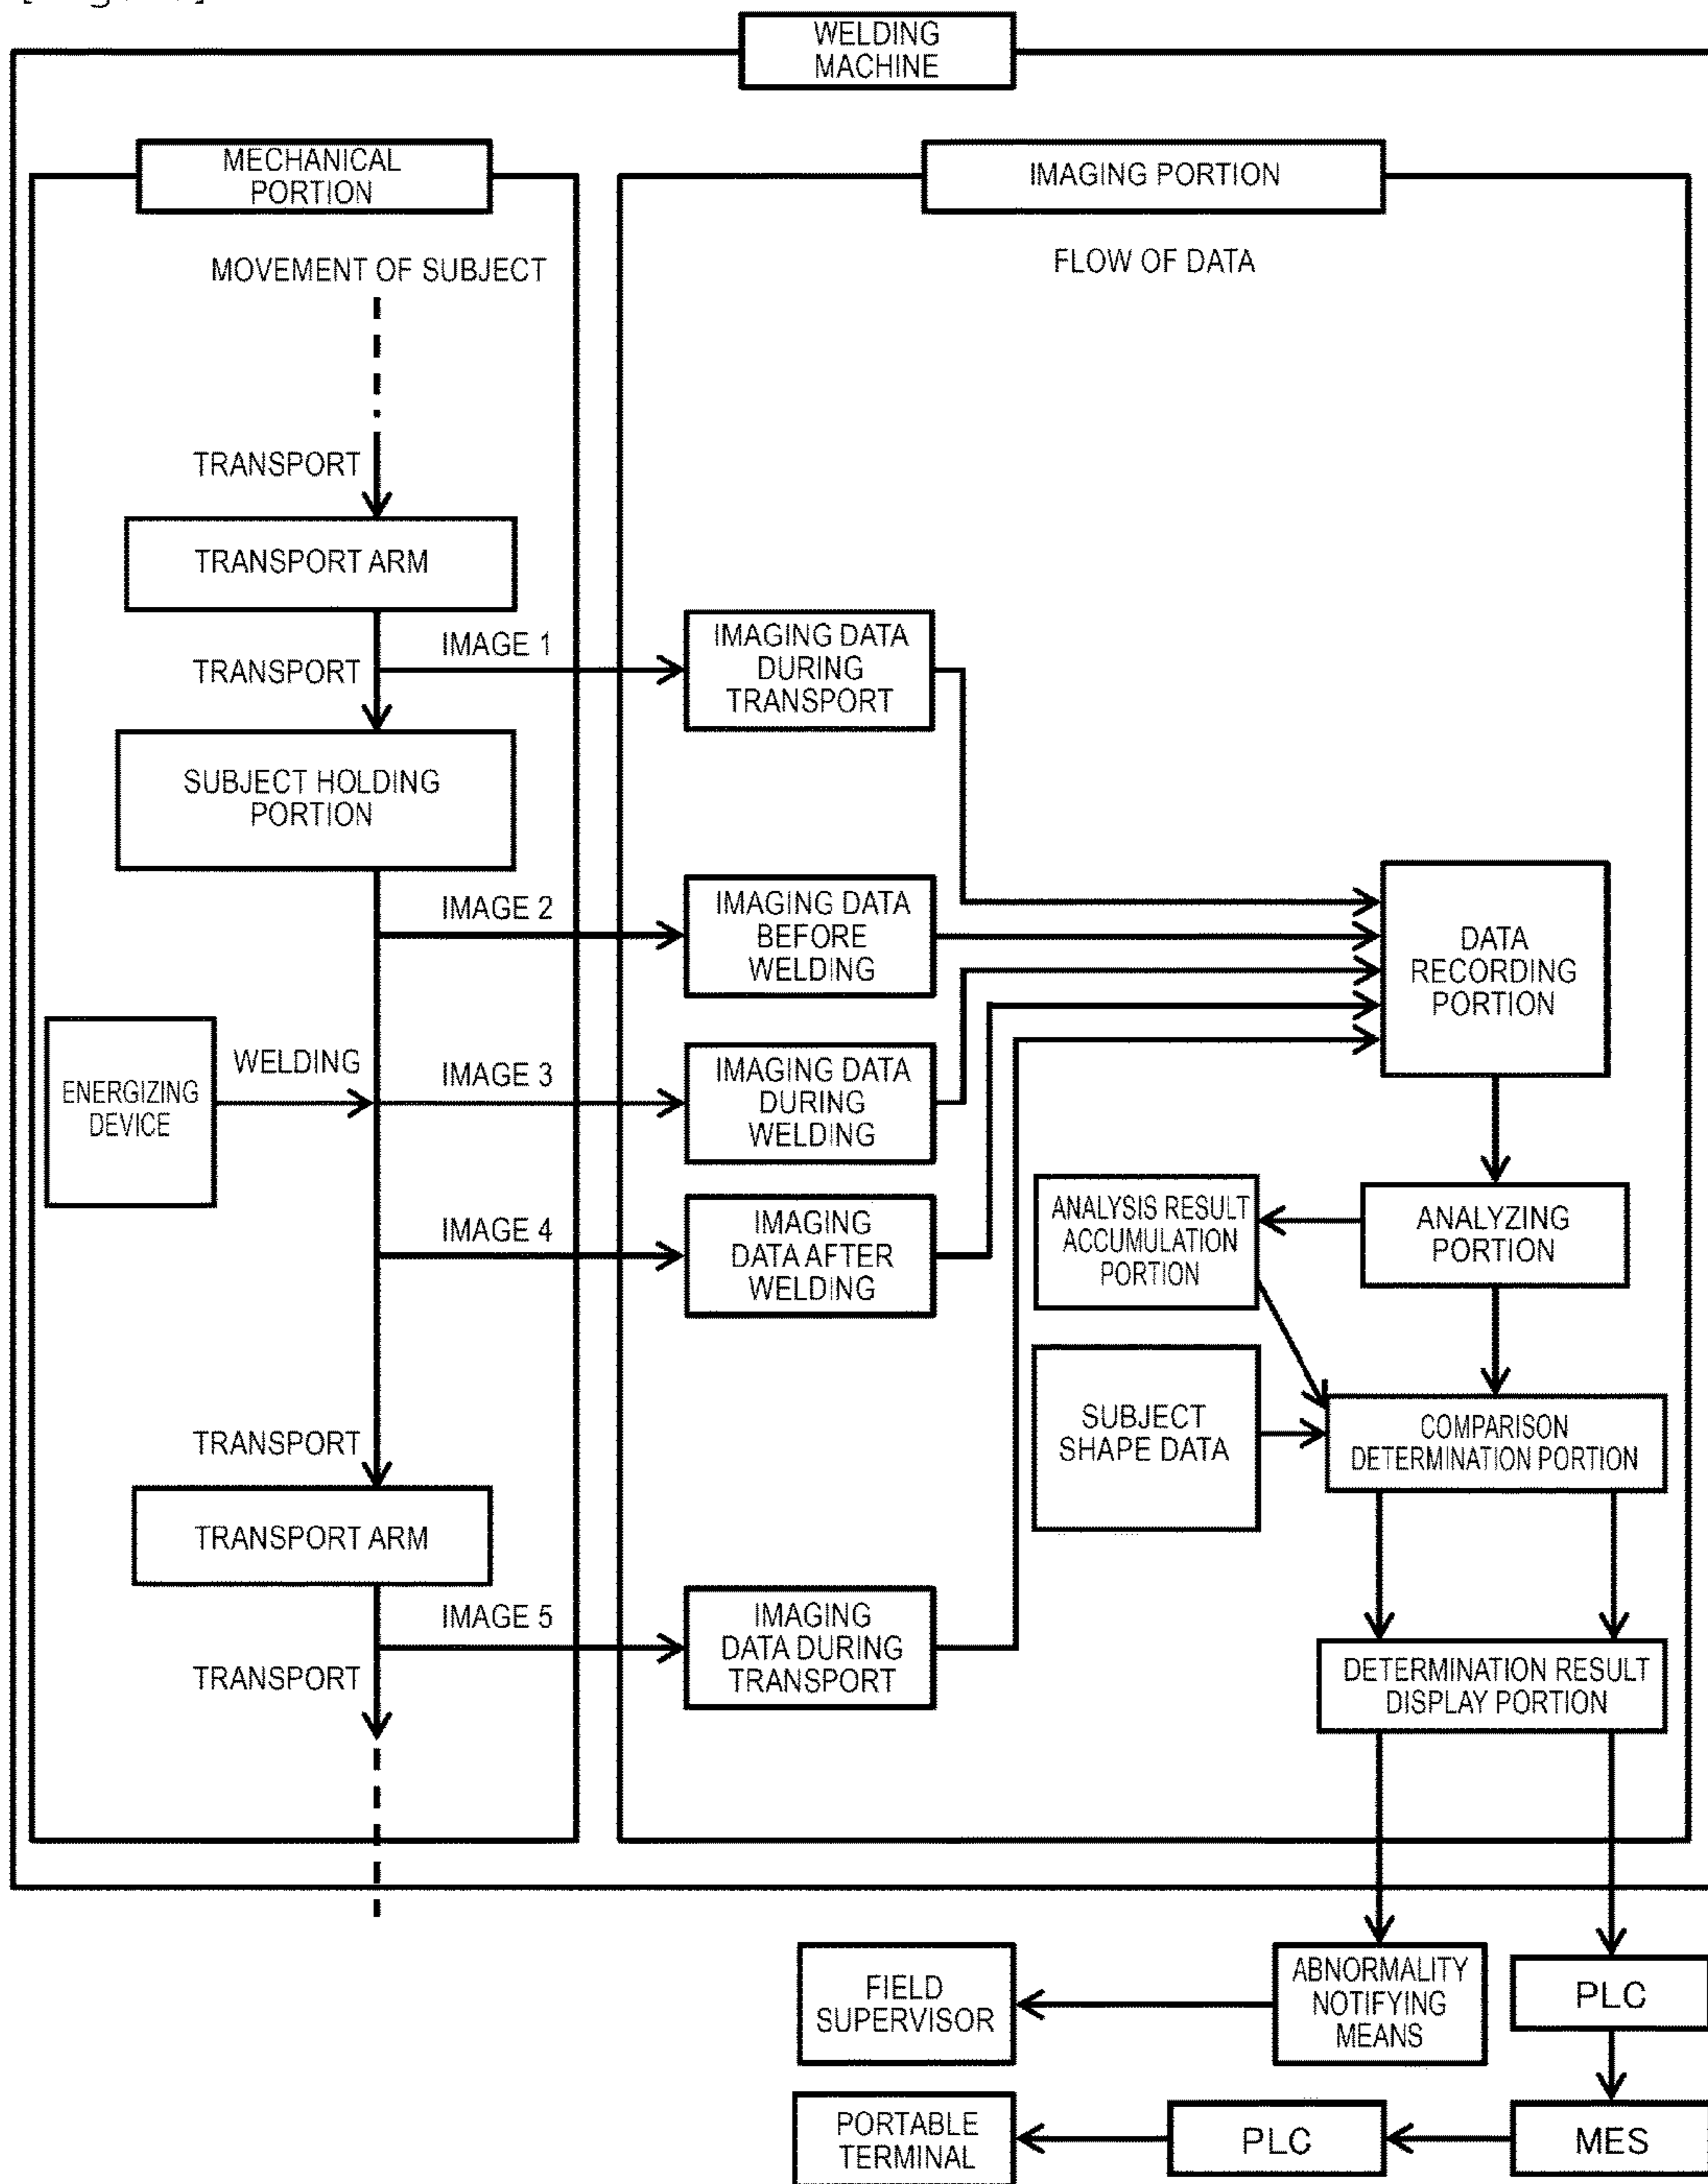 WELDING
MACHINE
MECHANICAL
PORTION
IMAGING PORTION
MOVEMENT OF SUBJECT
FLOW OF DATA
TRANSPORT
TRANSPORT ARM
TRANSPORT
IMAGE 1
IMAGING DATA
DURING
TRANSPORT
SUBJECT HOLDING
PORTION
IMAGE 2
IMAGING DATA
BEFORE
WELDING
DATA
RECORDING
PORTION
ENERGIZING
DEVICE
WELDING
IMAGE 3
IMAGING DATA
DURING
WELDING
IMAGE 4
IMAGING
DATA AFTER
WELDING
ANALYSIS RESULT
ACCUMULATION
PORTION
ANALYZING
PORTION
SUBJECT
SHAPE DATA
COMPARISON
DETERMINATION PORTION
TRANSPORT
TRANSPORT ARM
IMAGE 5
TRANSPORT
IMAGING
DATA DURING
TRANSPORT
DETERMINATION RESULT
DISPLAY PORTION
FIELD
SUPERVISOR
ABNORMALITY
NOTIFYING
MEANS
PLC
PORTABLE
TERMINAL
PLC
MES